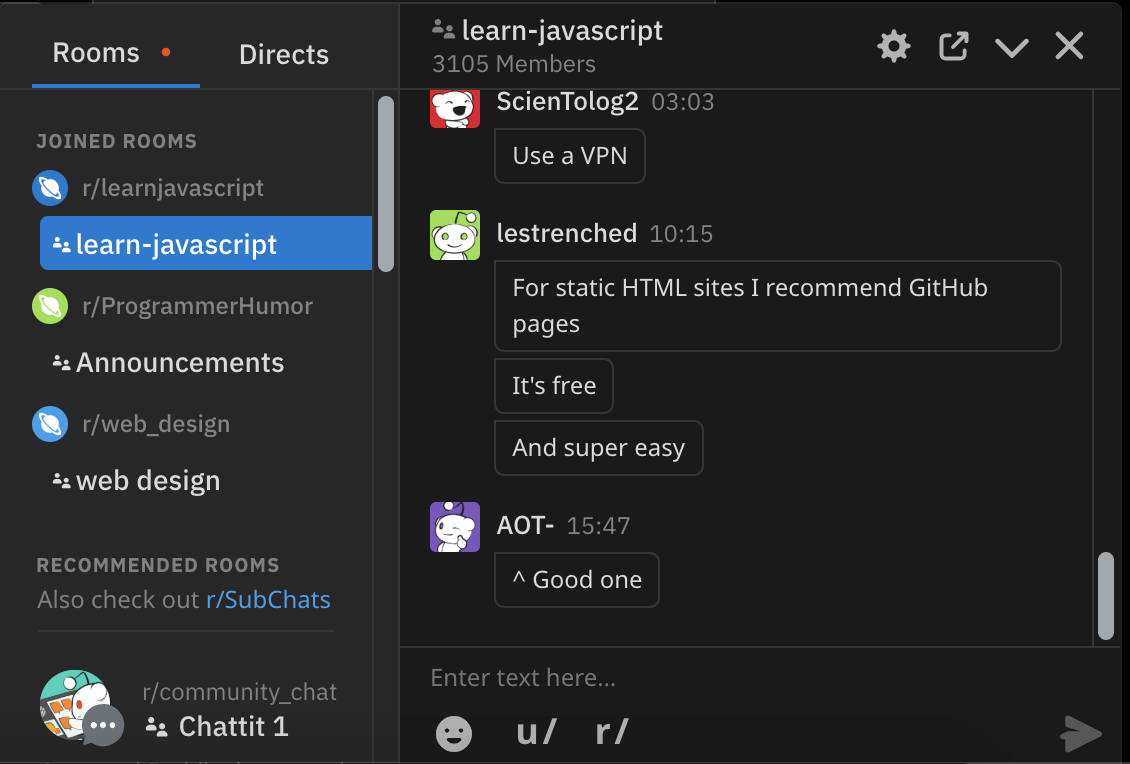 Rooms
Directs
JOINED ROOMS
r/learnjavascript
learn-javascript
r/ProgrammerHumor
Announcements
r/web_design
web design
RECOMMENDED ROOMS
Also check out r/SubChats
r/community_chat
Chattit 1
learn-javascript
3105 Members
ScienTolog2 03:03
Use a VPN
lestrenched 10:15
For static HTML sites I recommend GitHub
pages
It's free
And super easy
AOT- 15:47
^ Good one
Enter text here...
u/ r/